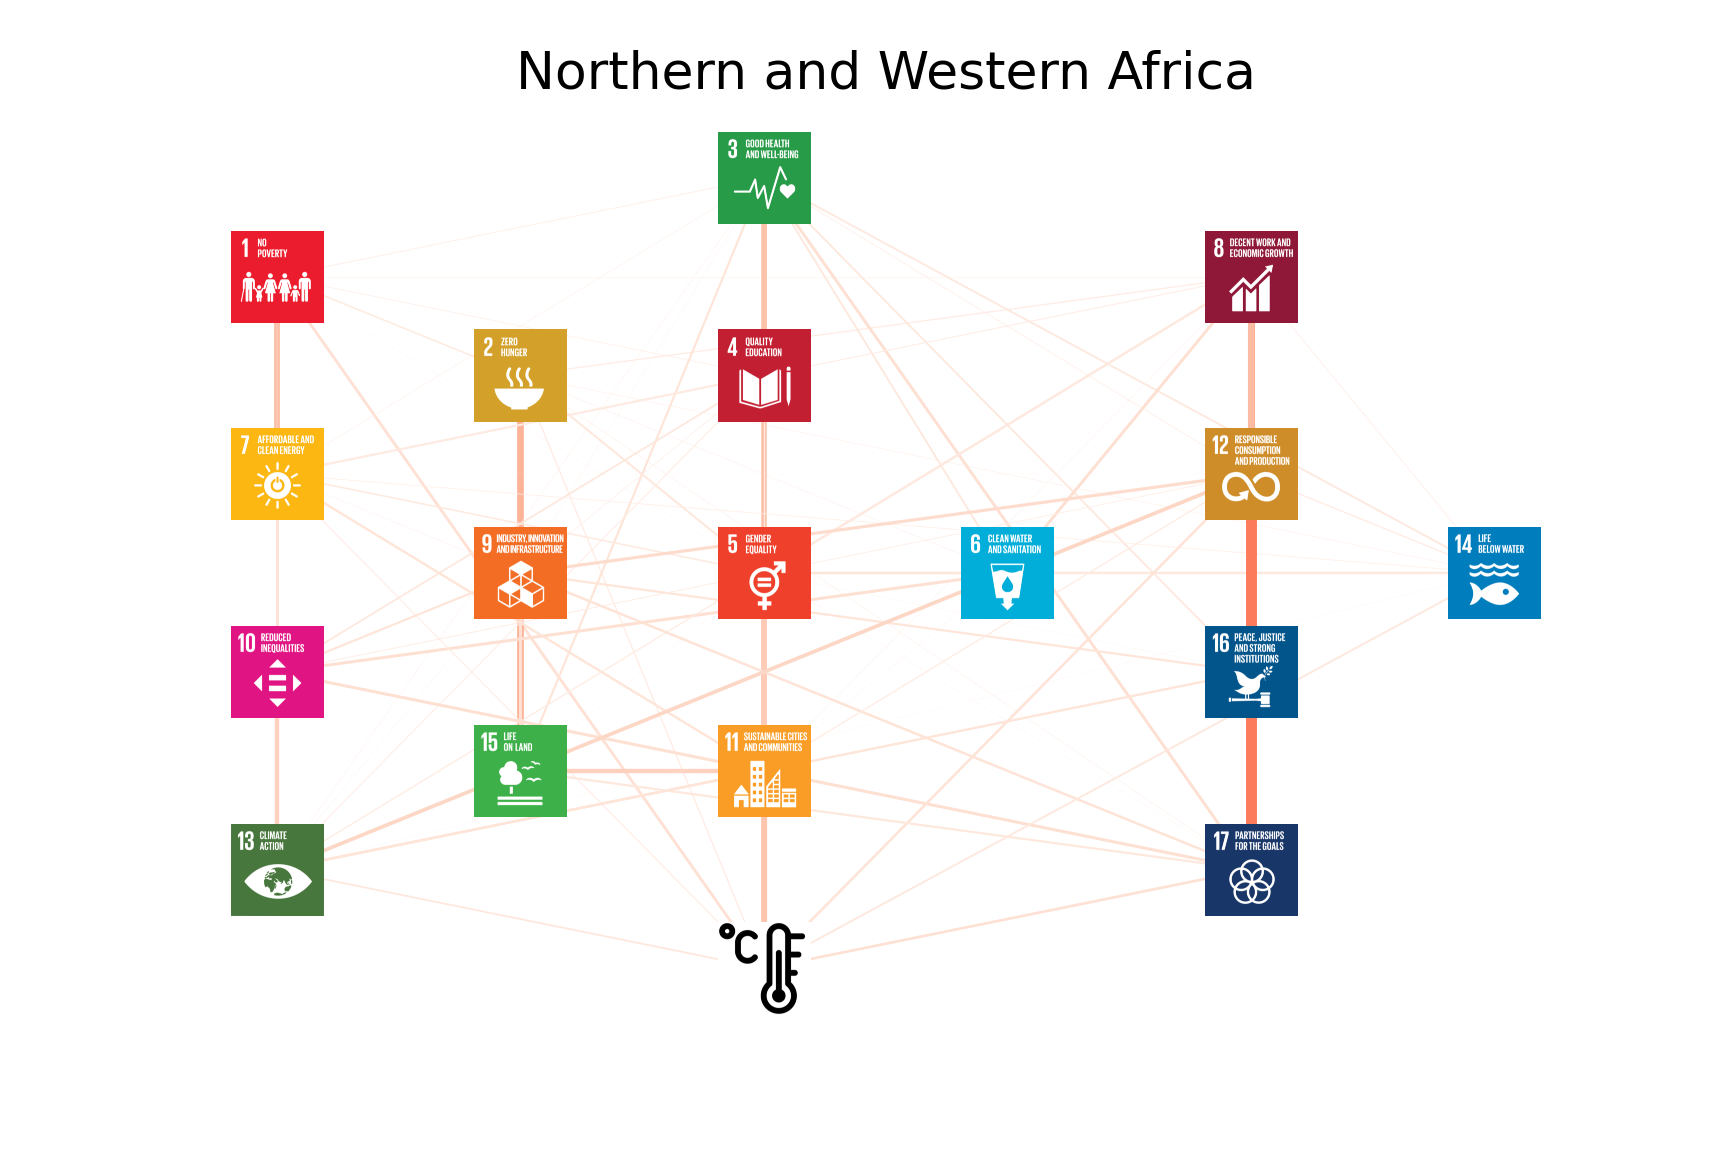 Northern and Western Africa
3 GOOD HEALTH
AND WELL-BEING
1 NO
POVERTY
8 DECENT WORK AND
ECONOMIC GROWTH
2 ZERO
HUNGER
4 QUALITY
EDUCATION
7 AFFORDABLE AND
CLEAN ENERGY
12 RESPONSIBLE
CONSUMPTION
AND PRODUCTION
9 INDUSTRY, INNOVATION
AND INFRASTRUCTURE
5 GENDER
EQUALITY
6 CLEAN WATER
AND SANITATION
14 LIFE
BELOW WATER
10 REDUCED
INEQUALITIES
16 PEACE, JUSTICE
AND STRONG
INSTITUTIONS
15 LIFE
ON LAND
11 SUSTAINABLE CITIES
AND COMMUNITIES
13 CLIMATE
ACTION
17 PARTNERSHIPS
FOR THE GOALS
°C